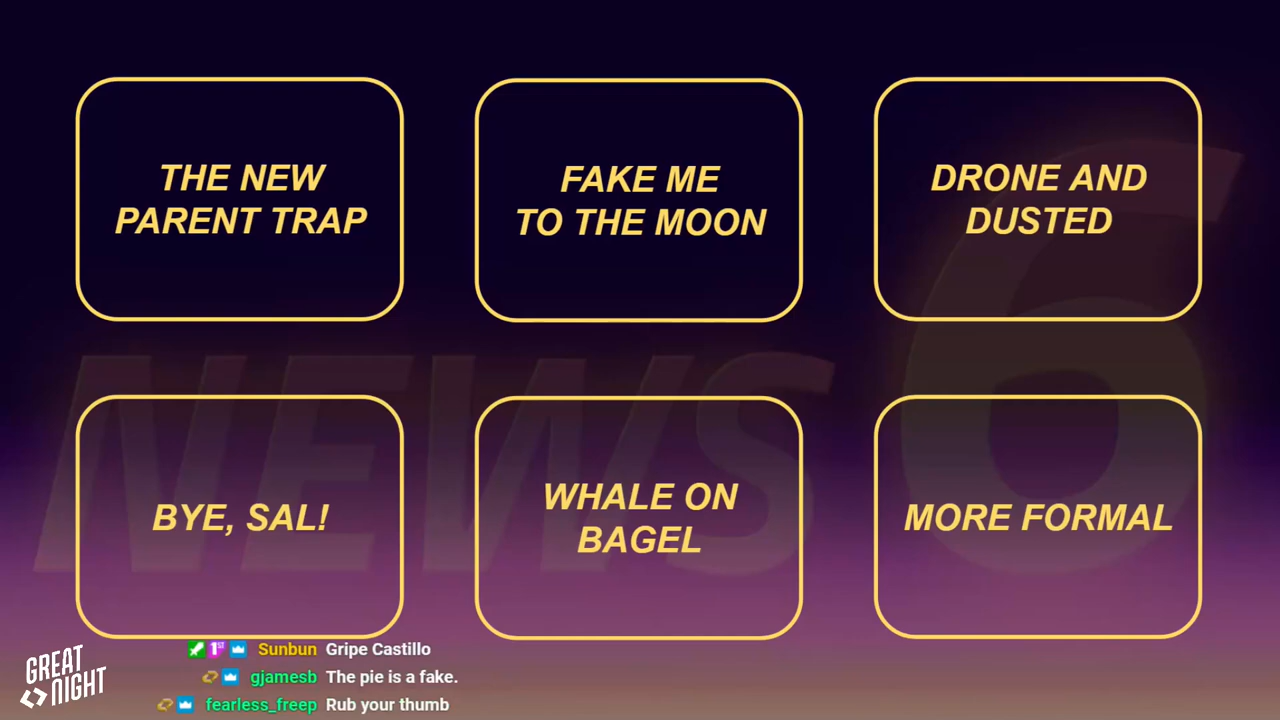 THE NEW
PARENT TRAP
FAKE ME
TO THE MOON
DRONE AND
DUSTED
BYE, SAL!
WHALE ON
BAGEL
MORE FORMAL
NEWS 6
1ST Sunbun Gripe Castillo
gjamesb The pie is a fake.
fearless_freep Rub your thumb
GREAT
NIGHT